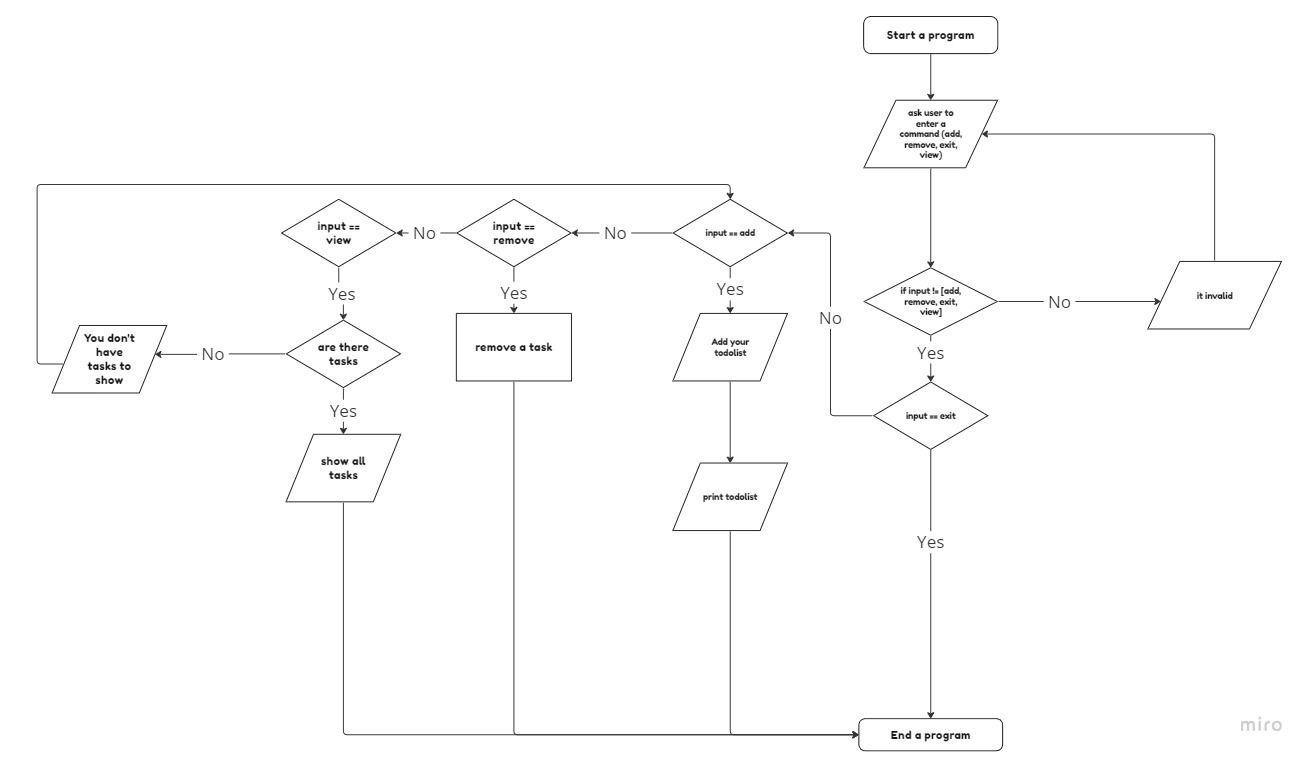 Start a program
ask user to
enter a
command (add,
remove, exit,
view)
input ==
view
No
input ==
remove
No
input == add
No
if input != [add,
remove, exit,
view]
No
it invalid
Yes
Yes
Yes
Yes
You don't
have
tasks to
show
No
are there
tasks
remove a task
Add your
todolist
input == exit
Yes
show all
tasks
print todolist
Yes
End a program
miro